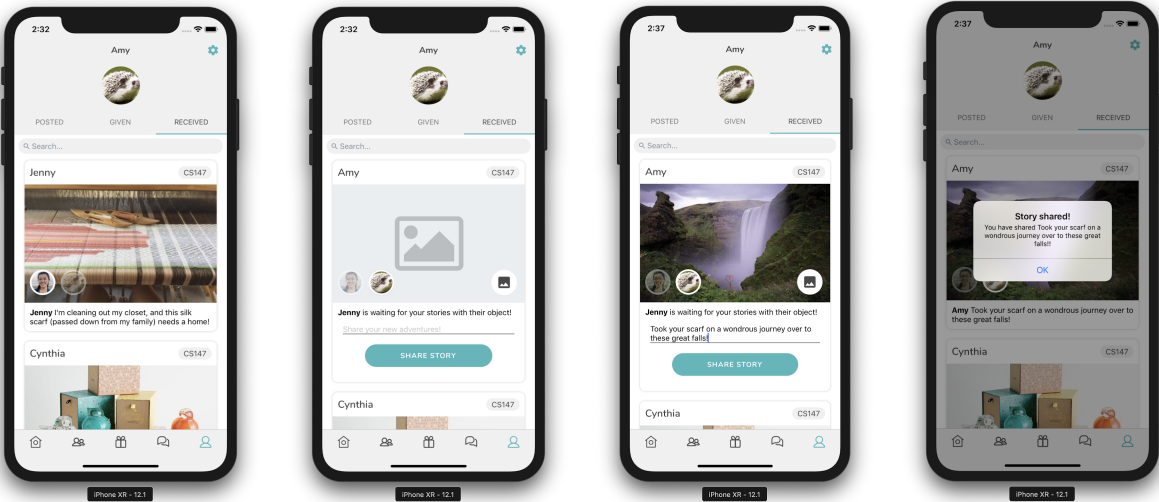 2:32
Amy
POSTED GIVEN RECEIVED
Search...
Jenny CS147
Jenny I'm cleaning out my closet, and this silk
scarf (passed down from my family) needs a home!
Cynthia CS147
iPhone XR - 12.1
2:32
Amy
POSTED GIVEN RECEIVED
Search...
Amy CS147
Jenny is waiting for your stories with their object!
Share your new adventures!
SHARE STORY
Cynthia CS147
iPhone XR - 12.1
2:37
Amy
POSTED GIVEN RECEIVED
Search...
Amy CS147
Jenny is waiting for your stories with their object!
Took your scarf on a wondrous journey over to
these great falls!
SHARE STORY
Cynthia CS147
iPhone XR - 12.1
2:37
Amy
POSTED GIVEN RECEIVED
Search...
Amy CS147
Story shared!
You have shared Took your scarf on a
wondrous journey over to these great
falls!!
OK
Amy Took your scarf on a wondrous journey over to
these great falls!
Cynthia CS147
iPhone XR - 12.1